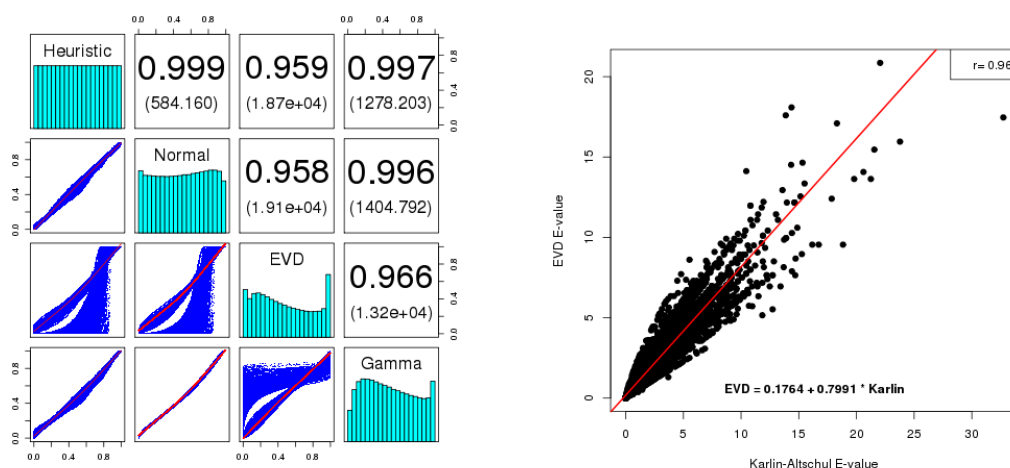 0.0 0.4 0.8
0.0 0.4 0.8
Heuristic
0.999
(584.160)
0.959
(1.87e+04)
0.997
(1278.203)
0.0 0.4 0.8
0.0 0.4 0.8
Normal
0.958
(1.91e+04)
0.996
(1404.792)
EVD
0.966
(1.32e+04)
0.0 0.4 0.8
0.0 0.4 0.8
Gamma
0.0 0.4 0.8
0.0 0.4 0.8
EVD E-value
20
15
10
5
0
r= 0.96
EVD = 0.1764 + 0.7991 * Karlin
0 5 10 15 20 25 30
Karlin-Altschul E-value